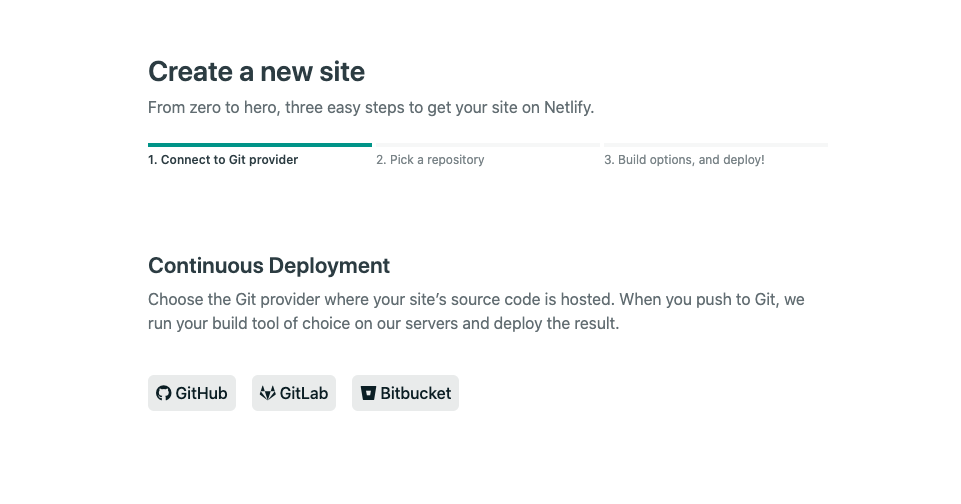 Create a new site
From zero to hero, three easy steps to get your site on Netlify.
1. Connect to Git provider
2. Pick a repository
3. Build options, and deploy!
Continuous Deployment
Choose the Git provider where your site’s source code is hosted. When you push to Git, we
run your build tool of choice on our servers and deploy the result.
GitHub
GitLab
Bitbucket